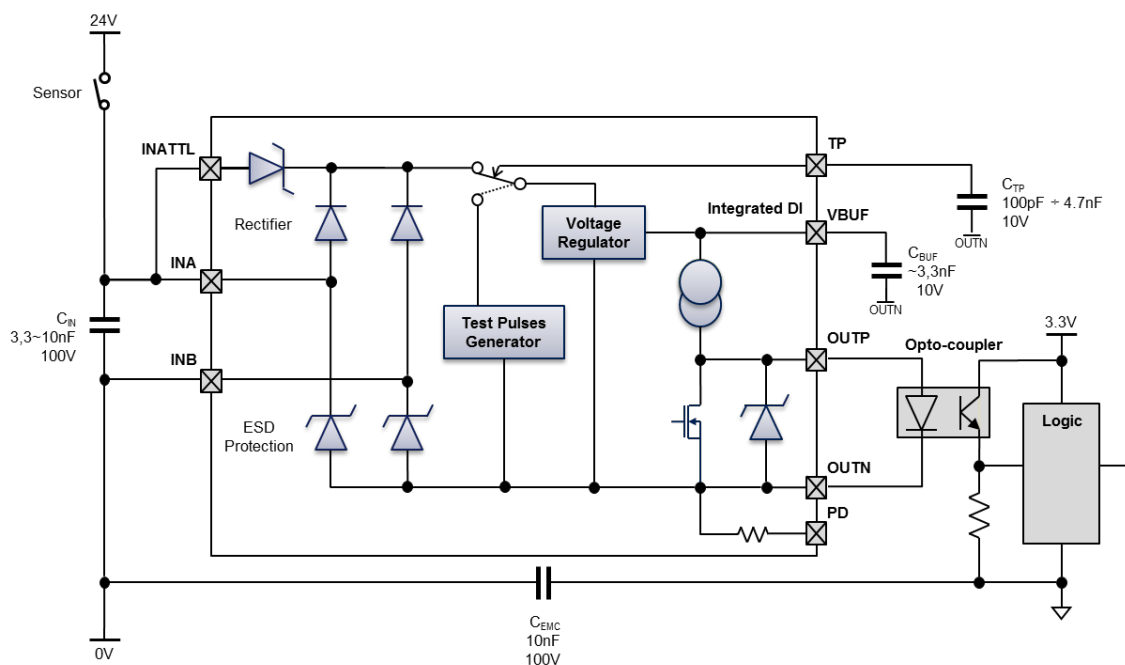 24V
Sensor
INATTL
TP
C_TP
100pF ÷ 4.7nF
10V
OUTN
Rectifier
Integrated DI
VBUF
Voltage
Regulator
C_BUF
~3,3nF
10V
OUTN
INA
C_IN
3,3~10nF
100V
Test Pulses
Generator
OUTP
3.3V
Opto-coupler
INB
ESD
Protection
Logic
OUTN
PD
C_EMC
10nF
100V
0V